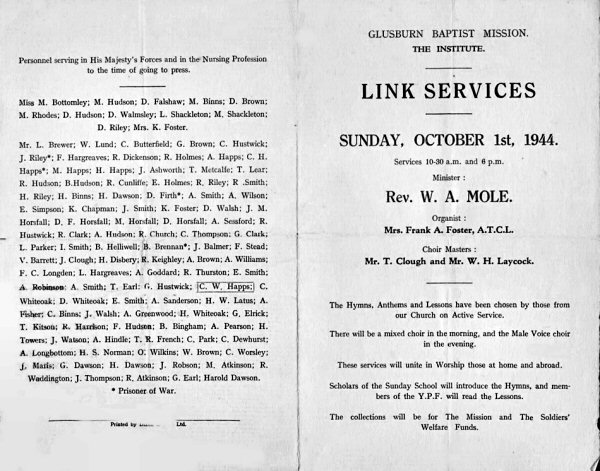 Personnel serving in His Majesty's Forces and in the Nursing Profession
to the time of going to press.
Miss M. Bottomley; M. Hudson; D. Falshaw; M. Binns; D. Brown;
M. Rhodes; D. Hudson; D. Walmsley; L. Shackleton; M. Shackleton;
D. Riley; Mrs. K. Foster.
Mr. L. Brewer; W. Lund; C. Butterfield; G. Brown; C. Hustwick;
J. Riley*; F. Hargreaves; R. Dickenson; R. Holmes; A. Happs; C. H.
Happs*; M. Happs; H. Happs; J. Ashworth; T. Metcalfe; T. Lear;
R. Hudson; B.Hudson; R. Cunliffe; E. Holmes; R. Riley; R .Smith;
H. Riley; H. Binns; H. Dawson; D. Firth*; A. Smith; A. Wilson;
E. Simpson; K. Chapman; J. Smith; K. Foster; D. Walsh; J. M.
Horsfall; D. F. Horsfall; M. Horsfall; D. Horsfall; A. Sessford; R.
Hustwick; R. Clark; A. Hudson; R. Church; C. Thompson; G. Clark;
L. Parker; I. Smith; B. Helliwell; B. Brennan*; J. Balmer; F. Stead;
V. Barrett; J. Clough; H. Disbery; R. Keighley; A. Brown; A. Williams;
F. C. Longden; L. Hargreaves; A. Goddard; R. Thurston; E. Smith
A. Robinson: A. Smith; T. Earl; G. Hustwick; C. W. Happs; C.
Whiteoak; D. Whiteoak; E. Smith; A. Sanderson; H. W. Latus; A.
Fisher; C. Binns; J. Walsh; A. Greenwood; H. Whiteoak; G, Elrick;
T. Kitson; R. Harrison; F. Hudson; B. Bingham; A. Pearson; H.
Towers; J. Watson; A. Hindle; T. R. French; C. Park; C. Dewhurst;
A. Longbottom; H. S. Norman; O. Wilkins; W. Brown; C. Worsley;
J. G. Dawson; H. Dawson; J. Robson; M. Atkinson; R.
Waddington; J. Thompson; R. Atkinson; G. Earl; Harold Dawson.
* Prisoner of War.
Printed by Ltd.
GLUSBURN BAPTIST MISSION.
THE INSTITUTE.
LINK SERVICES
SUNDAY, OCTOBER 1st, 1944.
Services 10-30 a.m. and 6 p.m.
Minister :
Rev. W. A. MOLE.
Organist :
Mrs. Frank A. Foster, A.T.C.L.
Choir Masters :
Mr. T. Clough and Mr. W. H. Laycock.
The Hymns, Anthems and Lessons have been chosen by those from
our Church on Active Service.
There will be a mixed choir in the morning, and the Male Voice choir
in the evening.
These services will unite in Worship those at home and abroad.
Scholars of the Sunday School will introduce the Hymns, and mem-
bers of the Y.P.F. will read the Lessons.
The collections will be for The Mission and The Soldiers'
Welfare Funds.